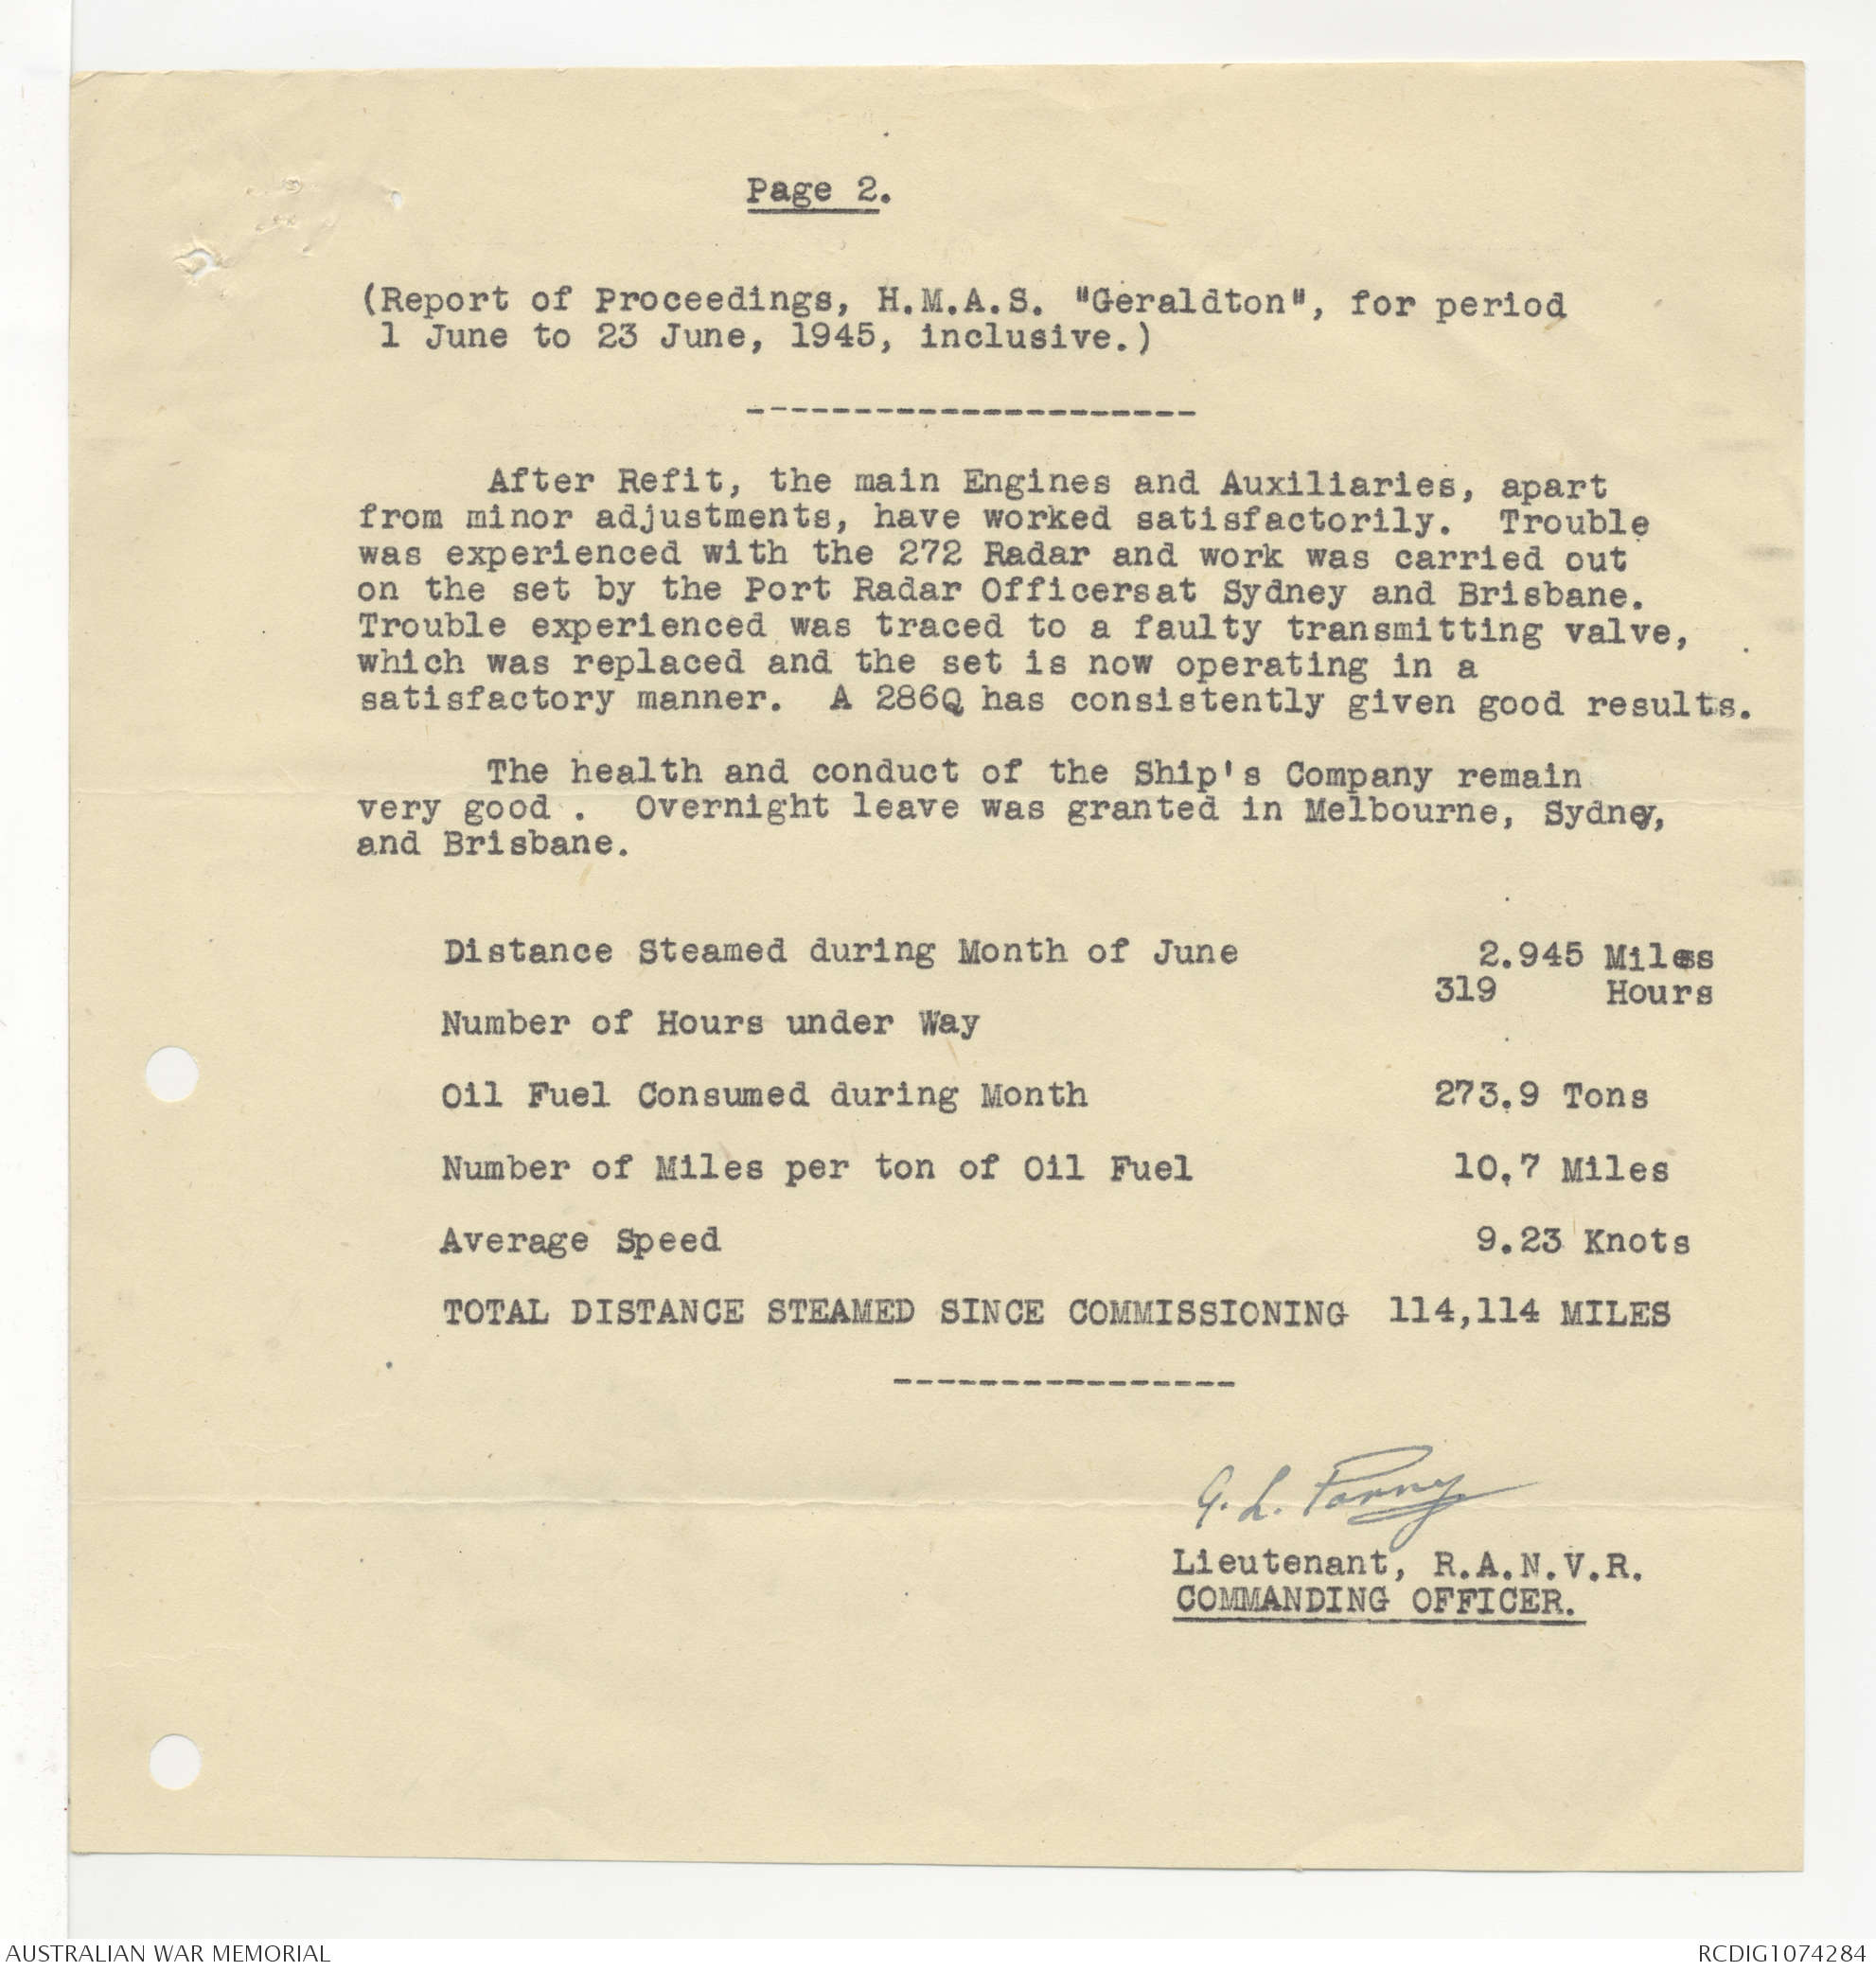 Page 2.
(Report of Proceedings, H.M.A.S. "Geraldton", for period
1 June to 23 June, 1945, inclusive.)
---------------------
After Refit, the main Engines and Auxiliaries, apart
from minor adjustments, have worked satisfactorily. Trouble
was experienced with the 272 Radar and work was carried out
on the set by the Port Radar Officersat Sydney and Brisbane.
Trouble experienced was traced to a faulty transmitting valve,
which was replaced and the set is now operating in a
satisfactory manner. A 286Q has consistently given good results.
The health and conduct of the Ship's Company remain
very good . Overnight leave was granted in Melbourne, Sydney,
and Brisbane.
Distance Steamed during Month of June 2.945 Miles
319 Hours
Number of Hours under Way
Oil Fuel Consumed during Month 273.9 Tons
Number of Miles per ton of Oil Fuel 10.7 Miles
Average Speed 9.23 Knots
TOTAL DISTANCE STEAMED SINCE COMMISSIONING 114,114 MILES
----------------
Lieutenant, R.A.N.V.R.
COMMANDING OFFICER.
AUSTRALIAN WAR MEMORIAL
RCDIG1074284